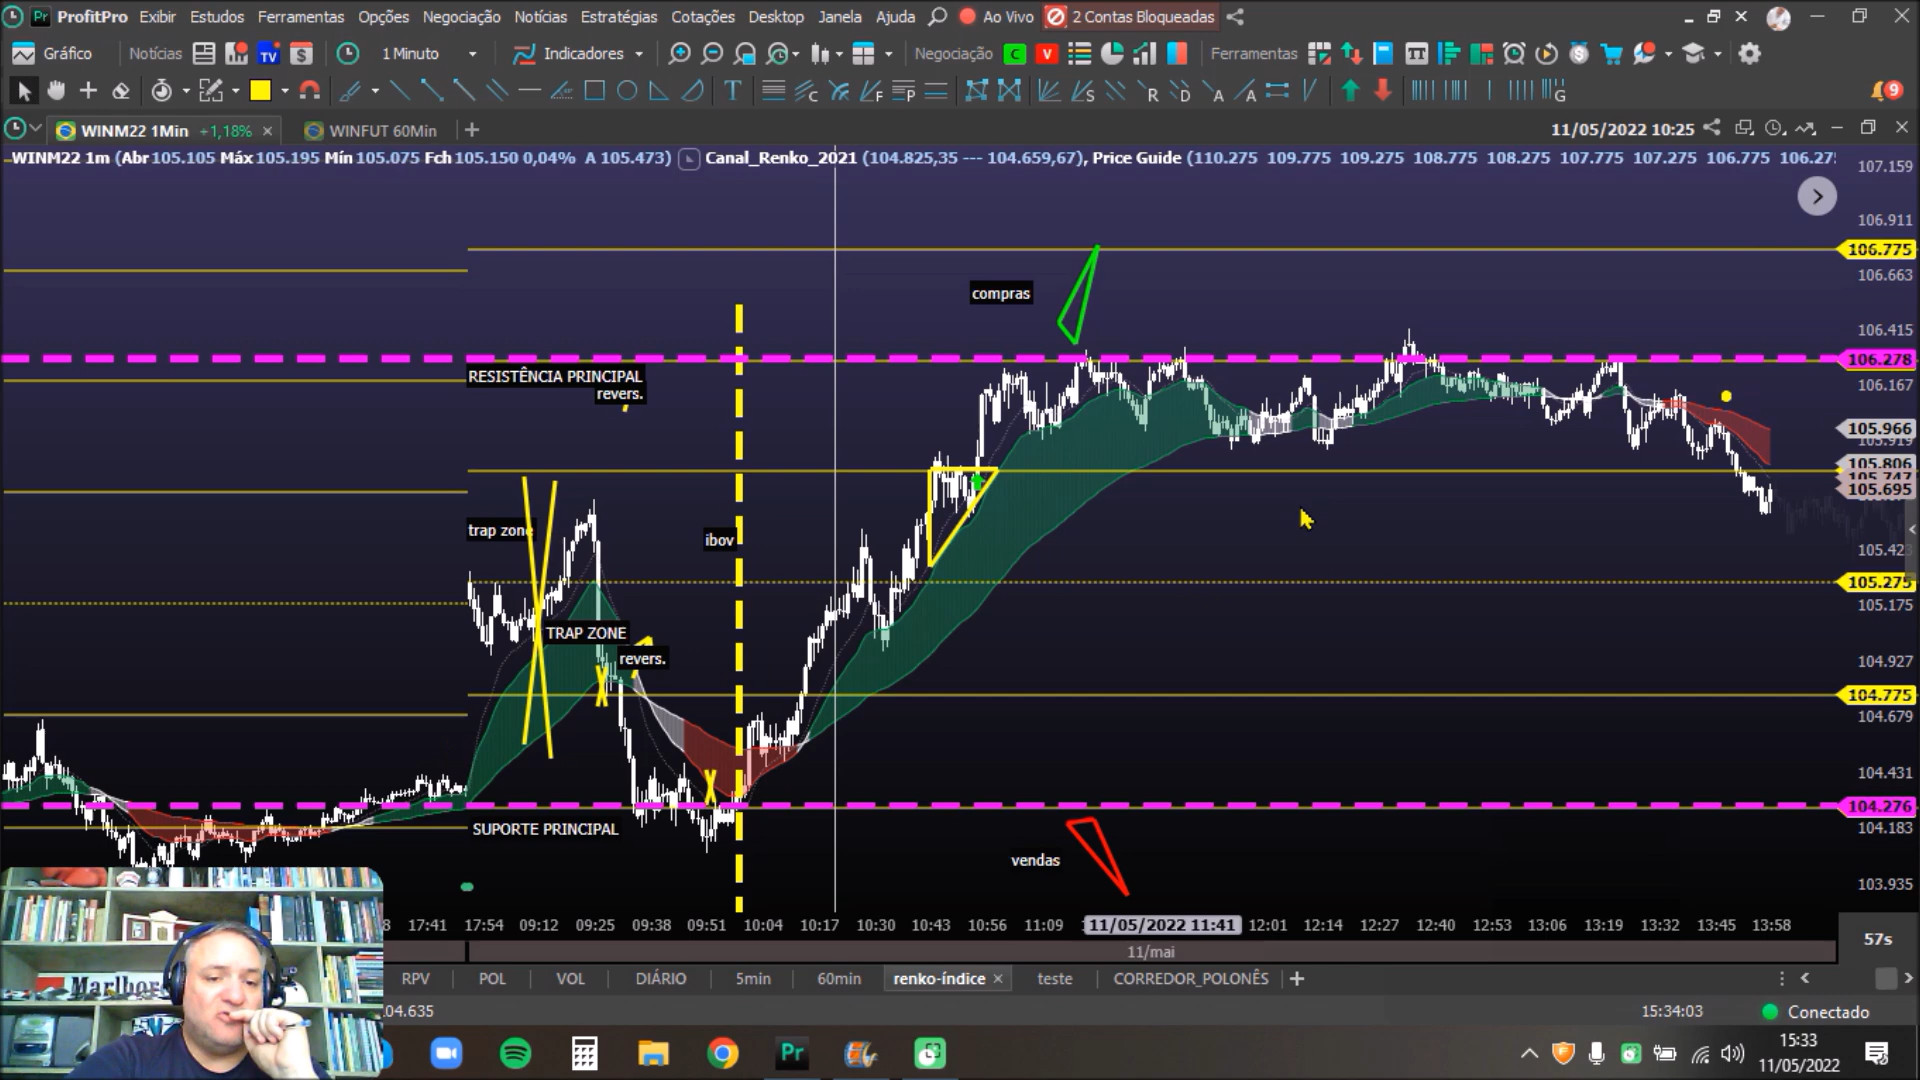 ProfitPro Exibir Estudos Ferramentas Opções Negociação Notícias Estratégias Cotações Desktop Janela Ajuda Ao Vivo 2 Contas Bloqueadas
Gráfico Notícias TV 1 Minuto Indicadores Negociação C V Ferramentas
9
WINM22 1Min +1,18% WINFUT 60Min 11/05/2022 10:25
WINM22 1m (Abr 105.105 Máx 105.195 Mín 105.075 Fch 105.150 0,04% A 105.473) Canal_Renko_2021 (104.825,35 --- 104.659,67), Price Guide (110.275 109.775 109.275 108.775 108.275 107.775 107.275 106.775
107.159
106.911
106.775
106.663
compras
106.415
106.278
RESISTÊNCIA PRINCIPAL
106.167
revers.
105.966
105.919
105.806
105.747
105.695
trap zone
ibov
105.423
105.275
105.175
TRAP ZONE
revers.
104.927
104.775
104.679
104.431
104.276
SUPORTE PRINCIPAL
104.183
vendas
103.935
17:41 17:54 09:12 09:25 09:38 09:51 10:04 10:17 10:30 10:43 10:56 11:09 11/05/2022 11:41 12:01 12:14 12:27 12:40 12:53 13:06 13:19 13:32 13:45 13:58
57s
11/mai
RPV POL VOL DIÁRIO 5min 60min renko-índice teste CORREDOR_POLONÊS
Marlboro
04.635 15:34:03 Conectado
Pr
15:33
11/05/2022